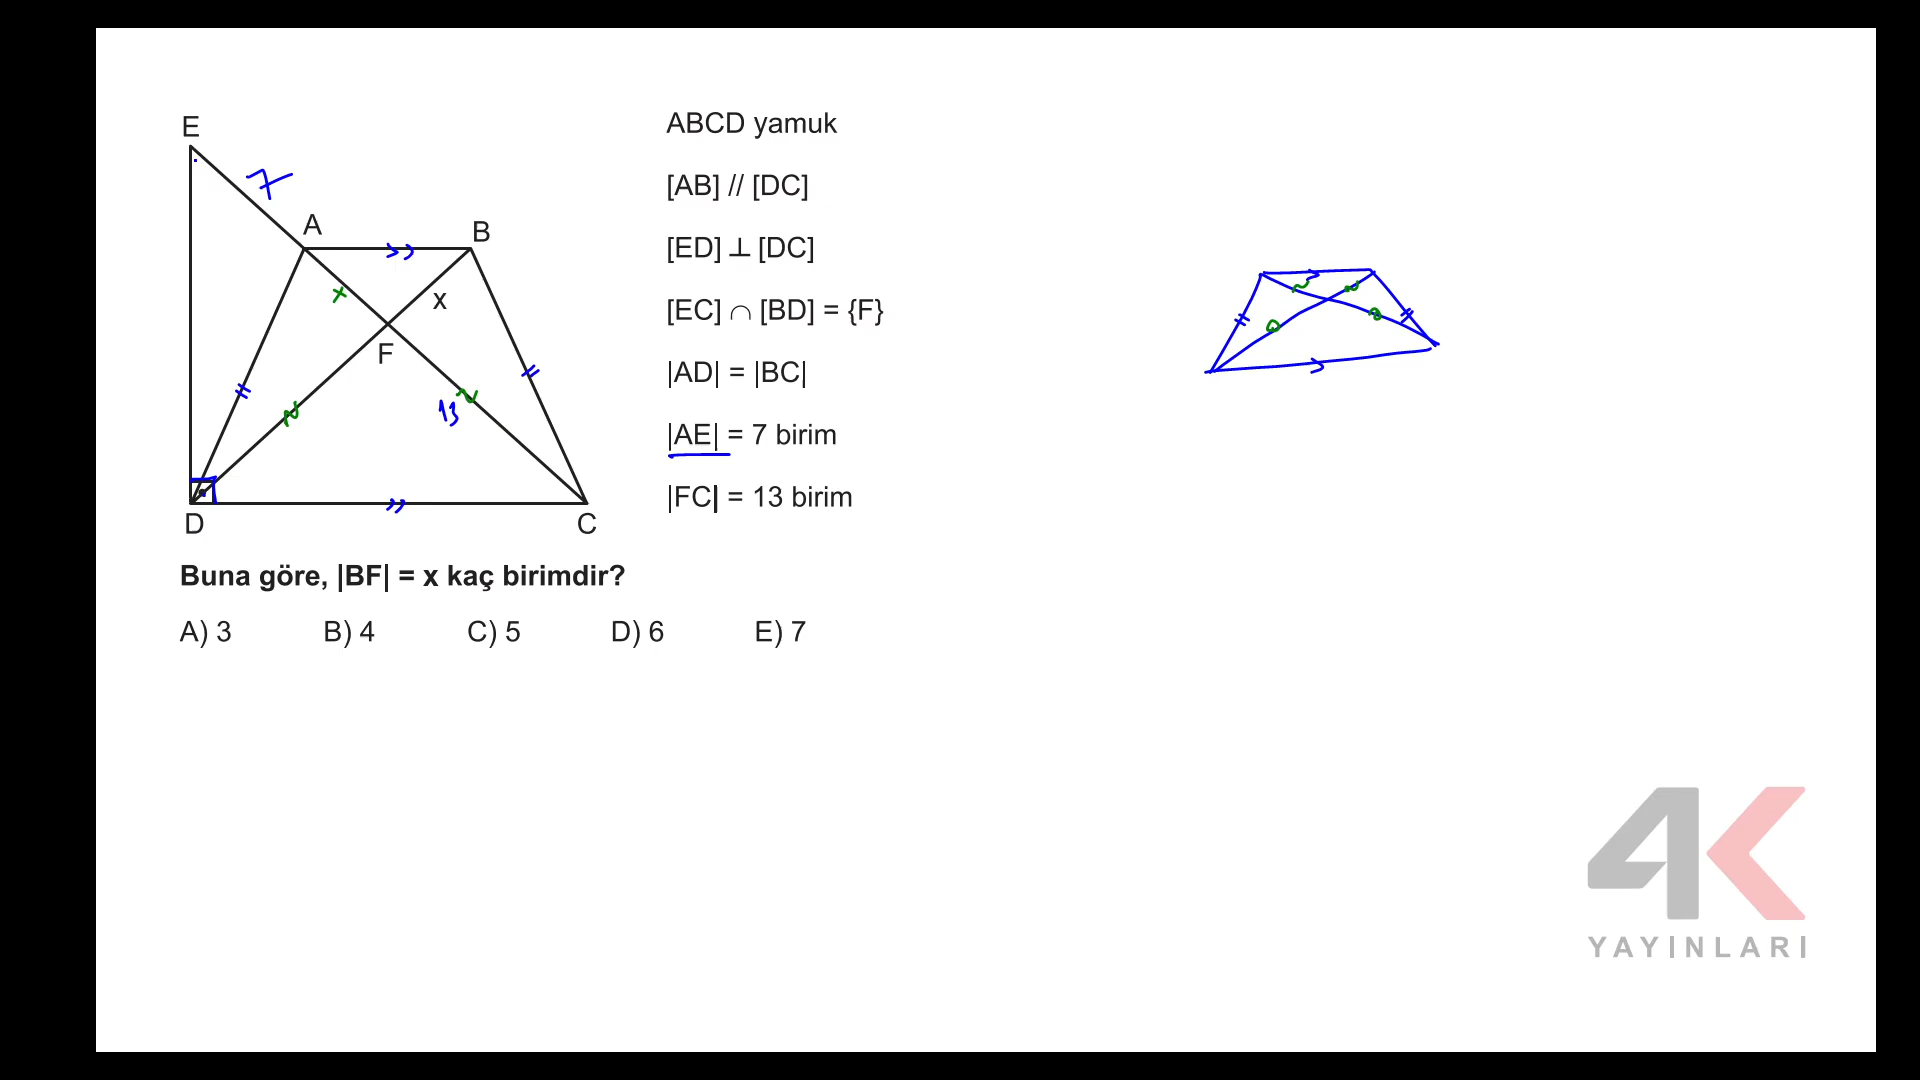 E
7
A
B
x
x
F
13
D
C
ABCD yamuk
[AB] // [DC]
[ED] ⊥ [DC]
[EC] ∩ [BD] = {F}
|AD| = |BC|
|AE| = 7 birim
|FC| = 13 birim
Buna göre, |BF| = x kaç birimdir?
A) 3 B) 4 C) 5 D) 6 E) 7
4K
YAYINLARI